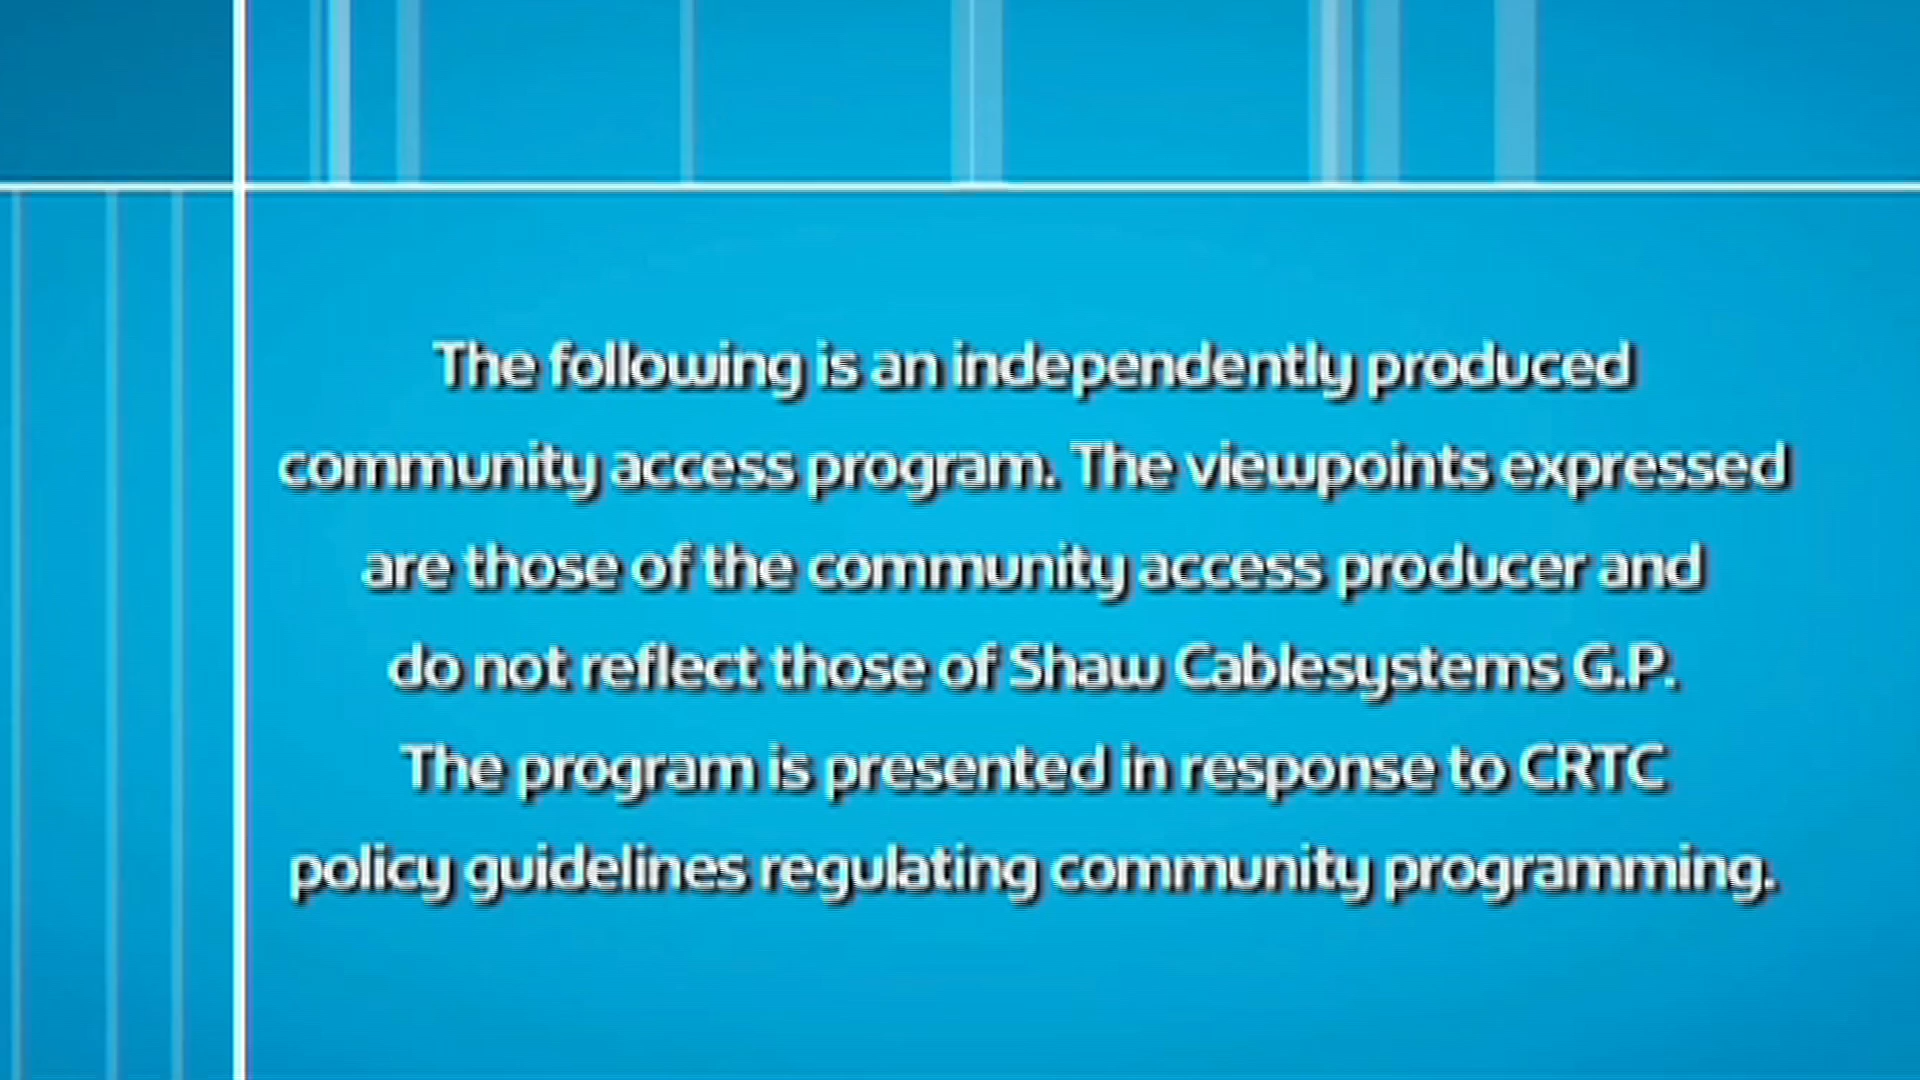 The following is an independently produced
community access program. The viewpoints expressed
are those of the community access producer and
do not reflect those of Shaw Cablesystems G.P.
The program is presented in response to CRTC
policy guidelines regulating community programming.